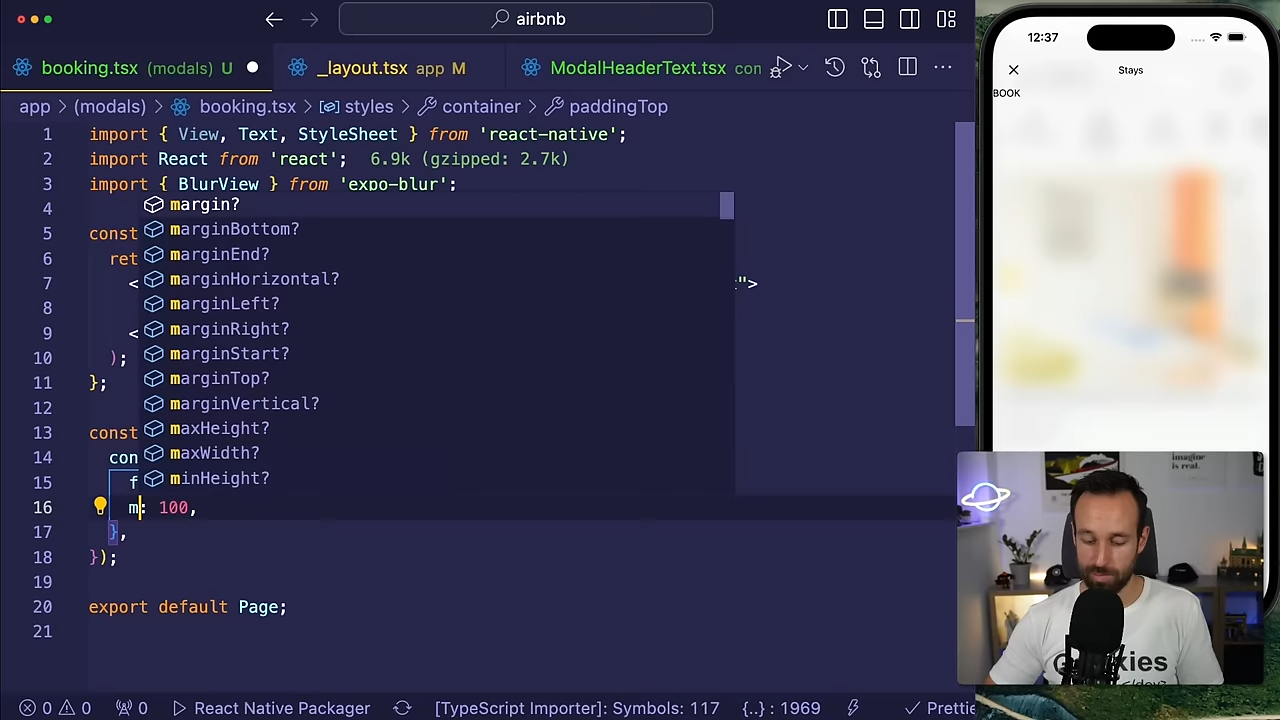 airbnb
booking.tsx (modals) U
_layout.tsx app M
ModalHeaderText.tsx con
app > (modals) > booking.tsx > styles > container > paddingTop
1 import { View, Text, StyleSheet } from 'react-native';
2 import React from 'react'; 6.9k (gzipped: 2.7k)
3 import { BlurView } from 'expo-blur';
4
5 const
6 ret
7 < :">
8
9 <
10 );
11 };
12
13 const
14 con
15 f
16 m: 100,
17 },
18 });
19
20 export default Page;
21
margin?
marginBottom?
marginEnd?
marginHorizontal?
marginLeft?
marginRight?
marginStart?
marginTop?
marginVertical?
maxHeight?
maxWidth?
minHeight?
0 0 0 React Native Packager [TypeScript Importer]: Symbols: 117 {..} : 1969 Prettie
12:37
Stays
BOOK
imagine
is real.